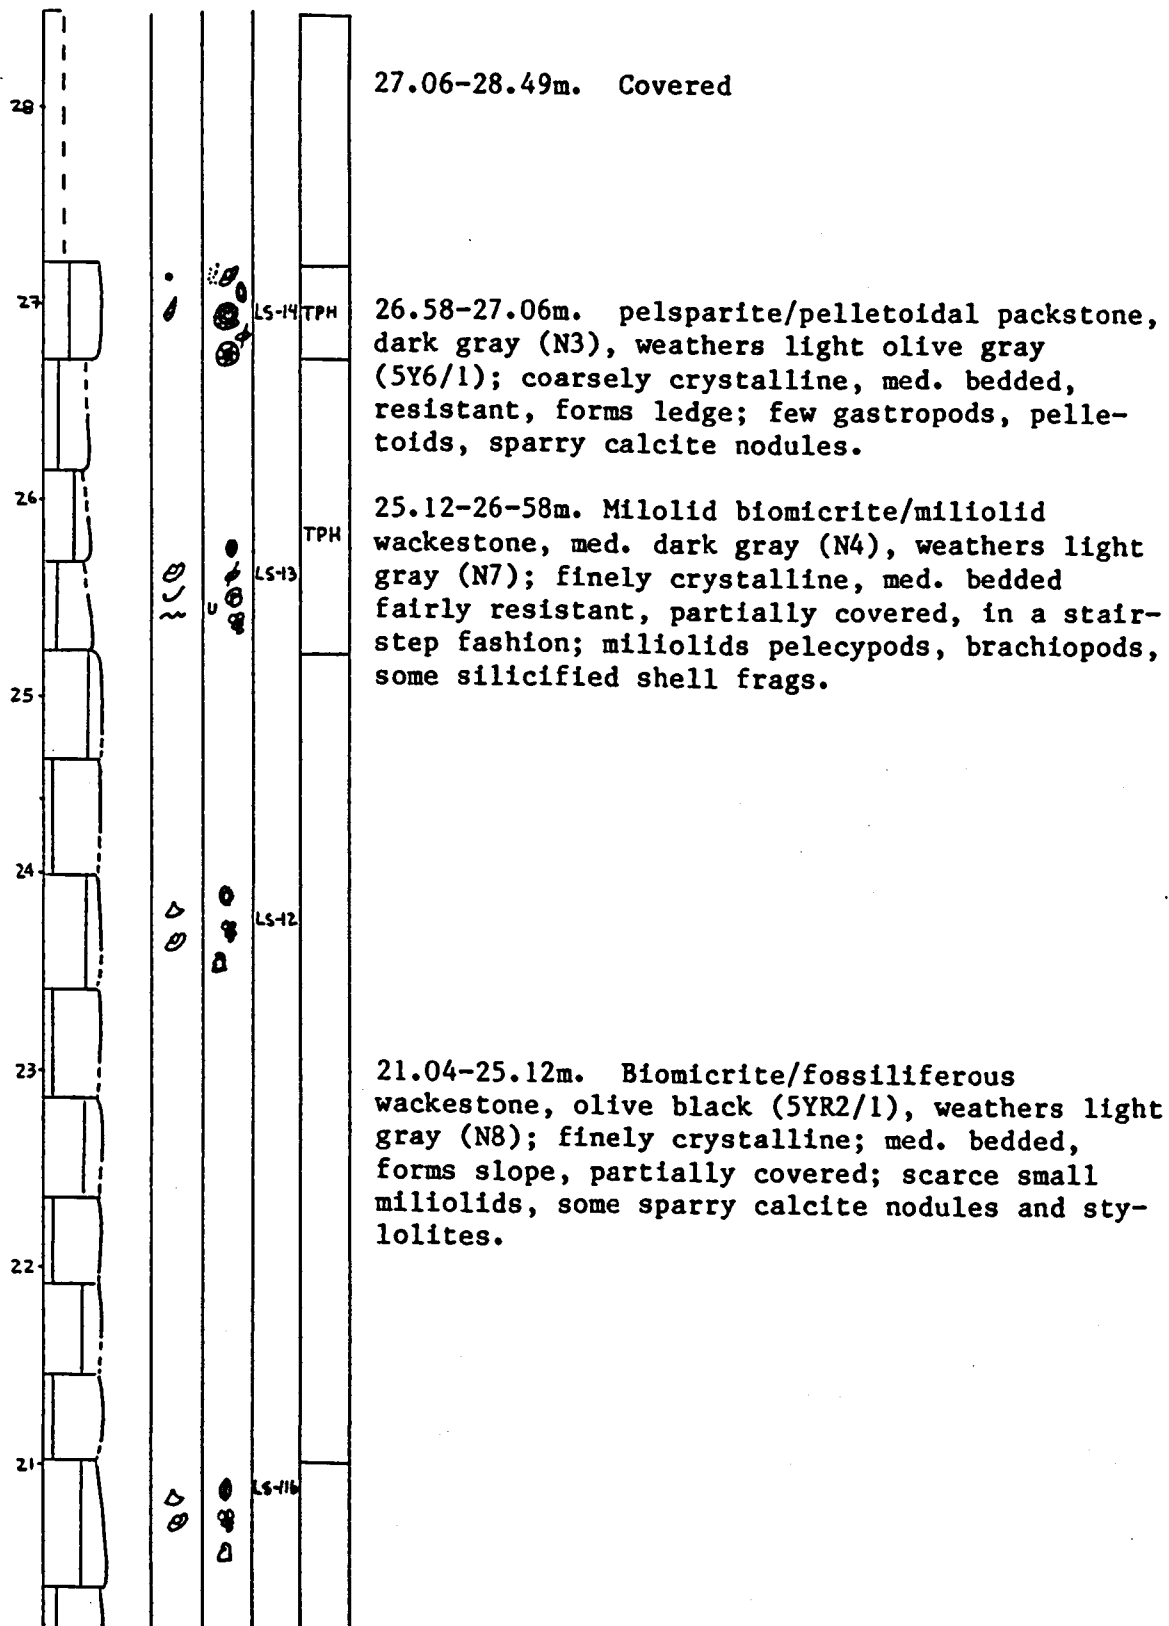 27.06-28.49m. Covered
28
27
LS-14
TPH
26.58-27.06m. pelsparite/pelletoidal packstone,
dark gray (N3), weathers light olive gray
(5Y6/1); coarsely crystalline, med. bedded,
resistant, forms ledge; few gastropods, pelle-
toids, sparry calcite nodules.
26
TPH
LS-13
U
25.12-26-58m. Milolid biomicrite/miliolid
wackestone, med. dark gray (N4), weathers light
gray (N7); finely crystalline, med. bedded
fairly resistant, partially covered, in a stair-
step fashion; miliolids pelecypods, brachiopods,
some silicified shell frags.
25
24
LS-12
23
21.04-25.12m. Biomicrite/fossiliferous
wackestone, olive black (5YR2/1), weathers light
gray (N8); finely crystalline; med. bedded,
forms slope, partially covered; scarce small
miliolids, some sparry calcite nodules and sty-
lolites.
22
21
LS-11b